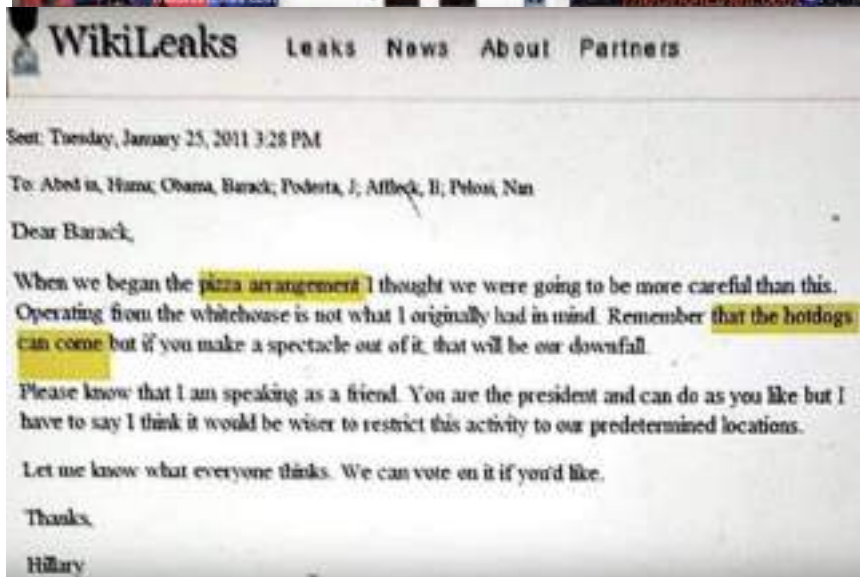 WikiLeaks Leaks News About Partners
Sent: Tuesday, January 25, 2011 3:28 PM
To: Abed in, Huma; Obama, Barack; Podesta, J; Affleck, B; Pelosi, Nan
Dear Barack,
When we began the pizza arrangement I thought we were going to be more careful than this.
Operating from the whitehouse is not what I originally had in mind. Remember that the hotdogs
can come but if you make a spectacle out of it, that will be our downfall.
Please know that I am speaking as a friend. You are the president and can do as you like but I
have to say I think it would be wiser to restrict this activity to our predetermined locations.
Let me know what everyone thinks. We can vote on it if you'd like.
Thanks,
Hillary